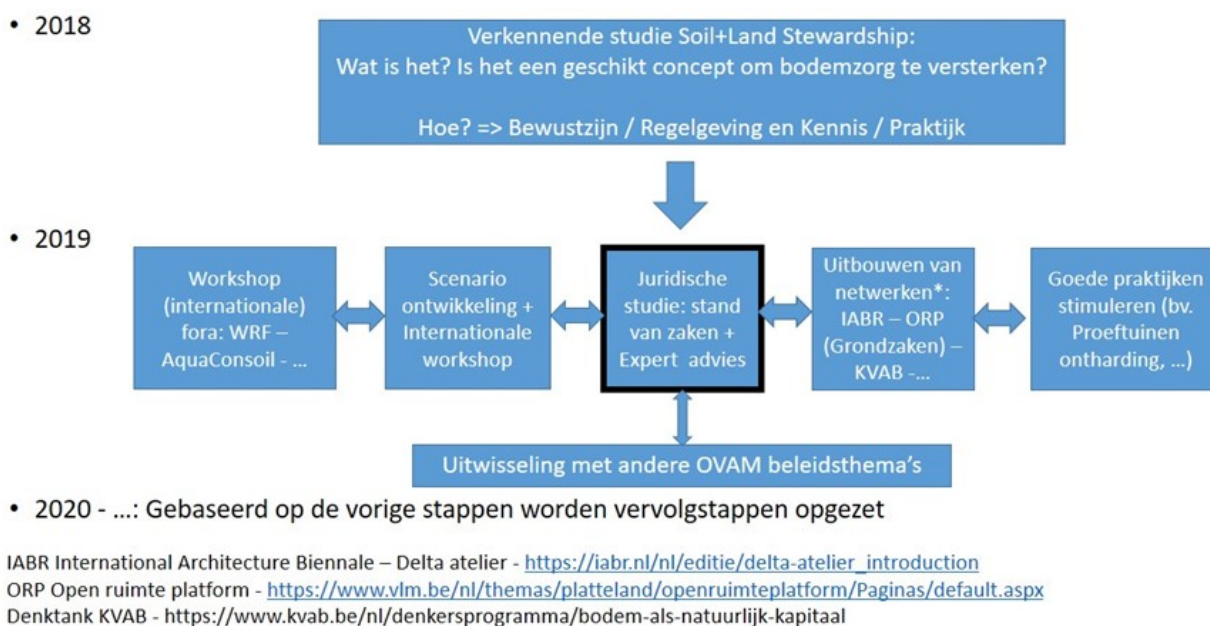 • 2018
Verkennende studie Soil+Land Stewardship:
Wat is het? Is het een geschikt concept om bodemzorg te versterken?
Hoe? => Bewustzijn / Regelgeving en Kennis / Praktijk
• 2019
Workshop
(internationale)
fora: WRF –
AquaConsoil - ...
Scenario
ontwikkeling +
Internationale
workshop
Juridische
studie: stand
van zaken +
Expert advies
Uitbouwen van
netwerken*:
IABR – ORP
(Grondzaken) –
KVAB -...
Goede praktijken
stimuleren (bv.
Proeftuinen
ontharding, ...)
Uitwisseling met andere OVAM beleidsthema's
• 2020 - ...: Gebaseerd op de vorige stappen worden vervolgstappen opgezet
IABR International Architecture Biennale – Delta atelier - https://iabr.nl/nl/editie/delta-atelier_introduction
ORP Open ruimte platform - https://www.vlm.be/nl/themas/platteland/openruimteplatform/Paginas/default.aspx
Denktank KVAB - https://www.kvab.be/nl/denkersprogramma/bodem-als-natuurlijk-kapitaal